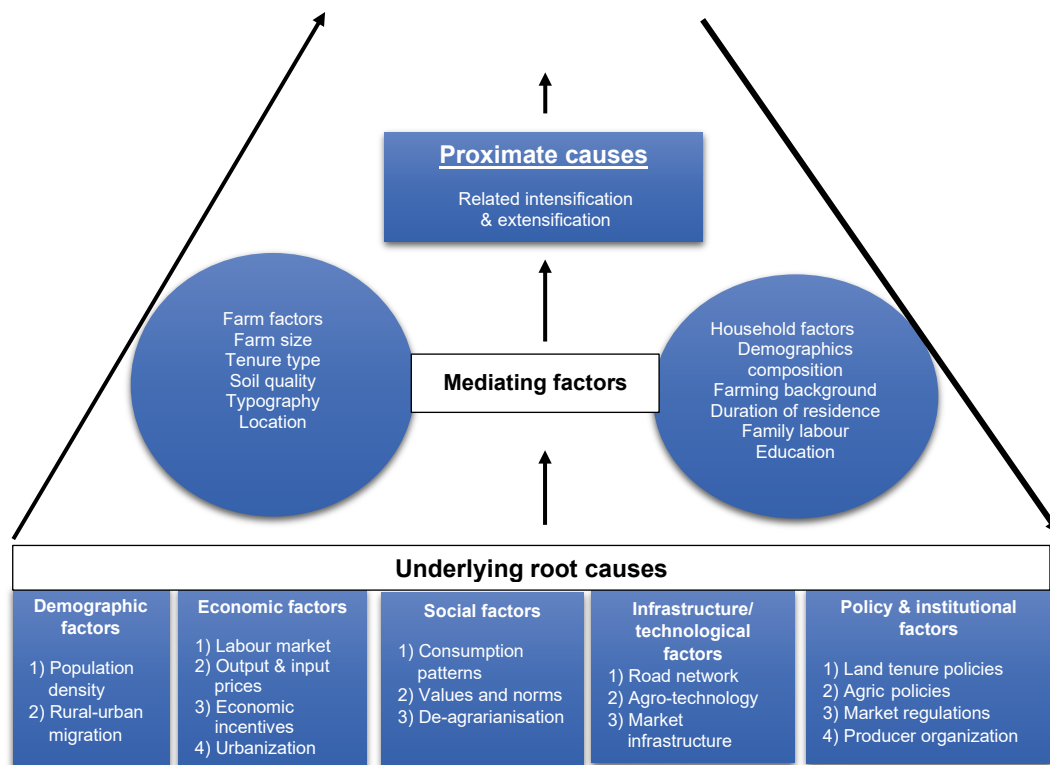 Proximate causes
Related intensification
& extensification
Farm factors
Farm size
Tenure type
Soil quality
Typography
Location
Mediating factors
Household factors
Demographics
composition
Farming background
Duration of residence
Family labour
Education
Underlying root causes
Demographic
factors
1) Population
density
2) Rural-urban
migration
Economic factors
1) Labour market
2) Output & input
prices
3) Economic
incentives
4) Urbanization
Social factors
1) Consumption
patterns
2) Values and norms
3) De-agrarianisation
Infrastructure/
technological
factors
1) Road network
2) Agro-technology
3) Market
infrastructure
Policy & institutional
factors
1) Land tenure policies
2) Agric policies
3) Market regulations
4) Producer organization